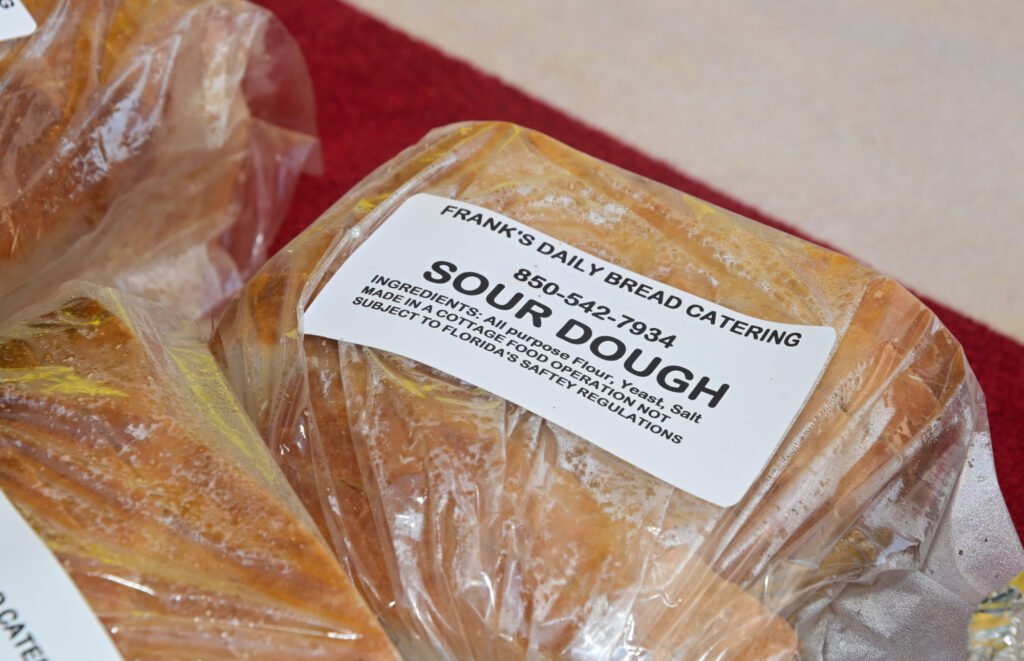 G
FRANK'S DAILY BREAD CATERING
850-542-7934
SOUR DOUGH
INGREDIENTS: All purpose Flour, Yeast, Salt
MADE IN A COTTAGE FOOD OPERATION NOT
SUBJECT TO FLORIDA'S SAFTEY REGULATIONS
CATE